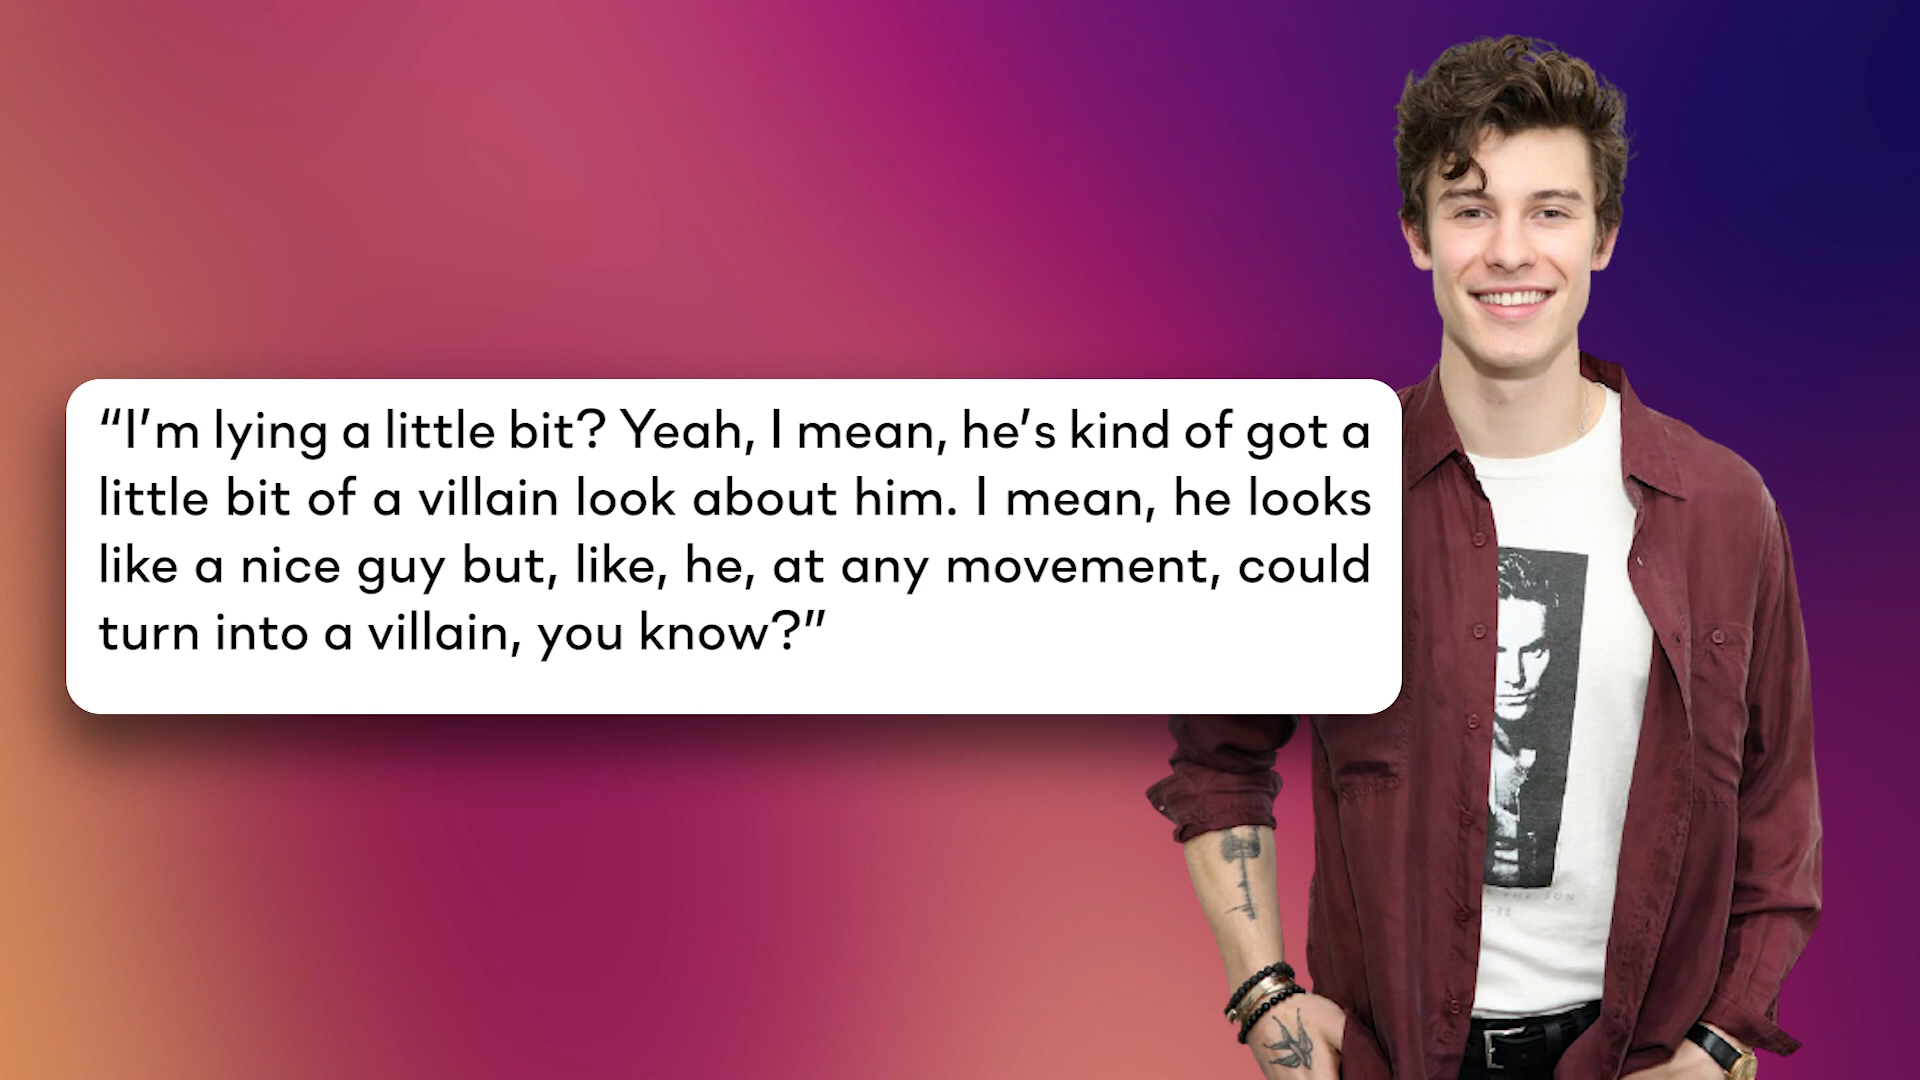 “I’m lying a little bit? Yeah, I mean, he’s kind of got a
little bit of a villain look about him. I mean, he looks
like a nice guy but, like, he, at any movement, could
turn into a villain, you know?”
SUN